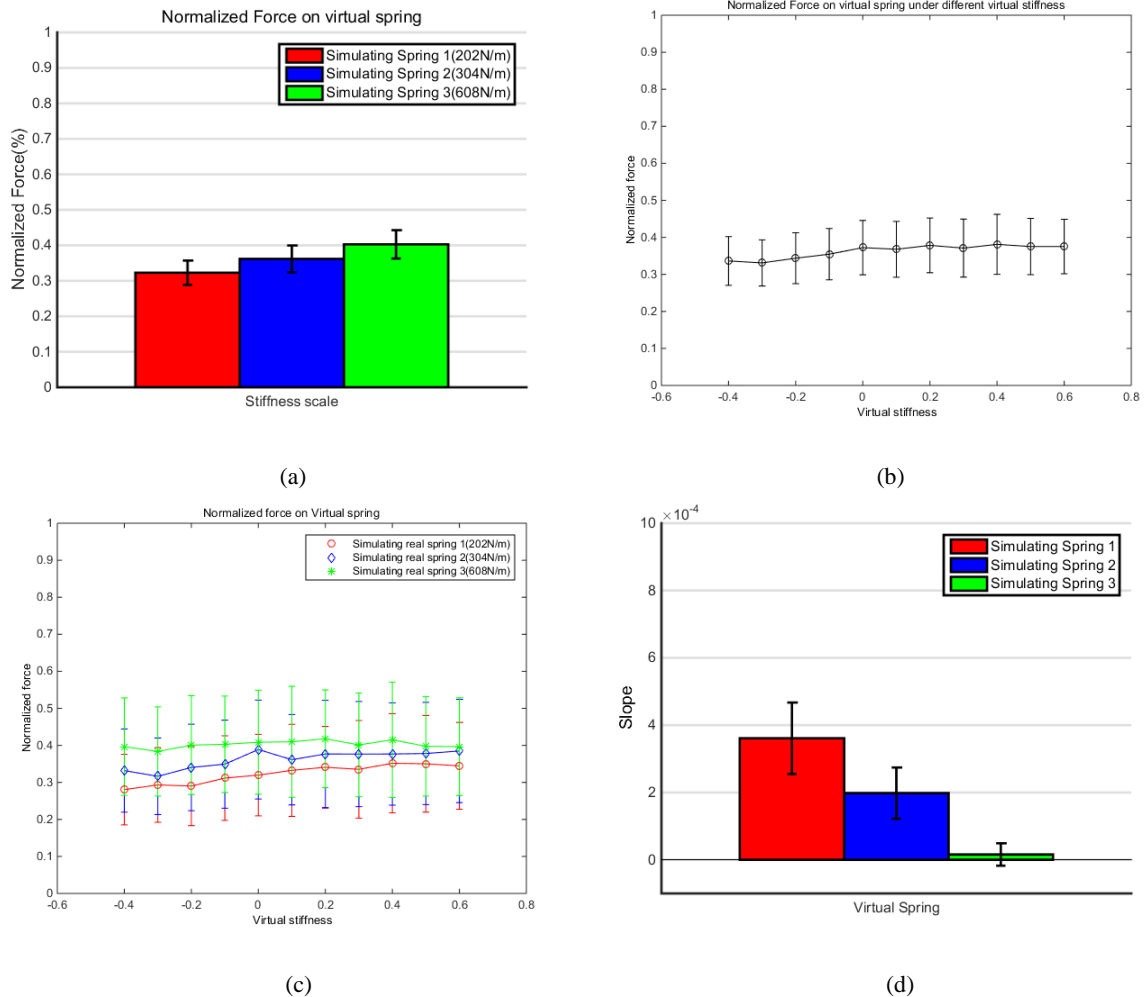 Normalized Force on virtual spring
Simulating Spring 1(202N/m)
Simulating Spring 2(304N/m)
Simulating Spring 3(608N/m)
Normalized Force(%)
1
0.9
0.8
0.7
0.6
0.5
0.4
0.3
0.2
0.1
0
Stiffness scale
(a)
Normalized Force on virtual spring under different virtual stiffness
Normalized force
1
0.9
0.8
0.7
0.6
0.5
0.4
0.3
0.2
0.1
0
-0.6 -0.4 -0.2 0 0.2 0.4 0.6 0.8
Virtual stiffness
(b)
Normalized force on Virtual spring
Simulating real spring 1(202N/m)
Simulating real spring 2(304N/m)
Simulating real spring 3(608N/m)
Normalized force
1
0.9
0.8
0.7
0.6
0.5
0.4
0.3
0.2
0.1
0
-0.6 -0.4 -0.2 0 0.2 0.4 0.6 0.8
Virtual stiffness
(c)
×10⁻⁴
Simulating Spring 1
Simulating Spring 2
Simulating Spring 3
Slope
10
8
6
4
2
0
Virtual Spring
(d)